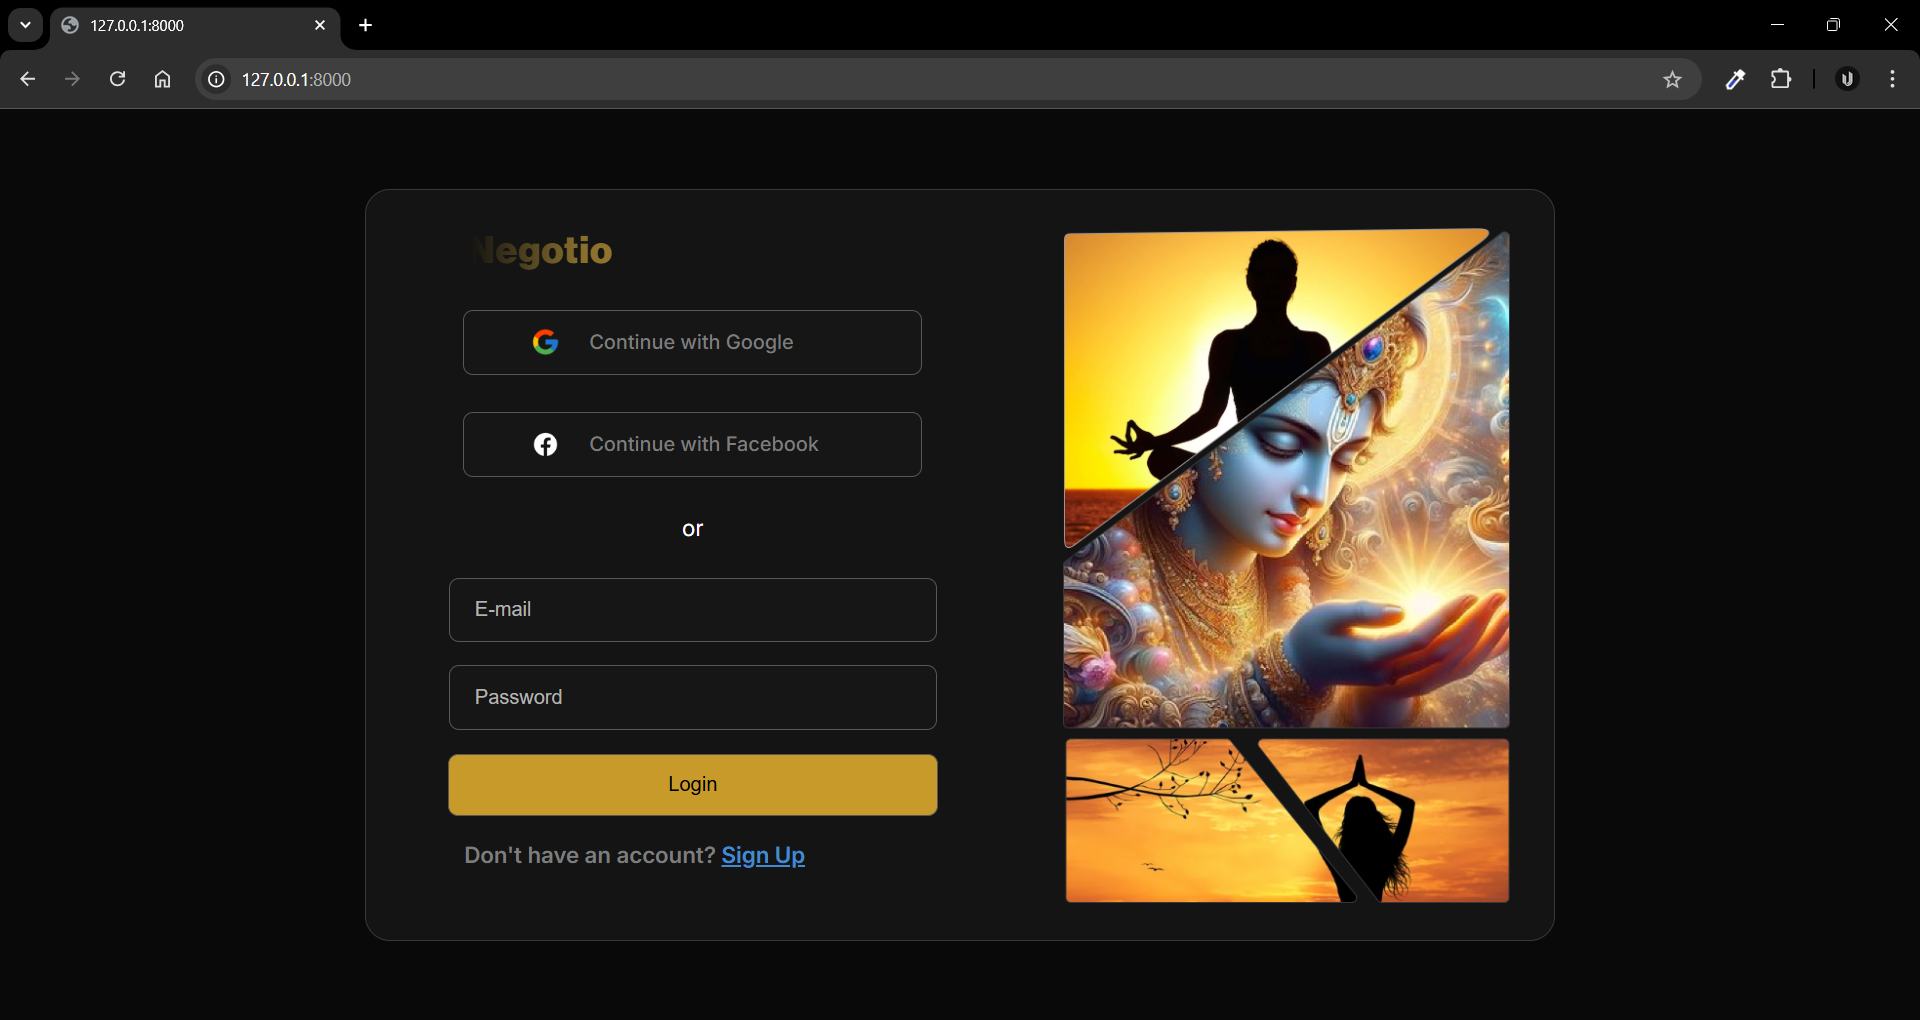 127.0.0.1:8000
127.0.0.1:8000
Negotio
Continue with Google
Continue with Facebook
or
E-mail
Password
Login
Don't have an account? Sign Up